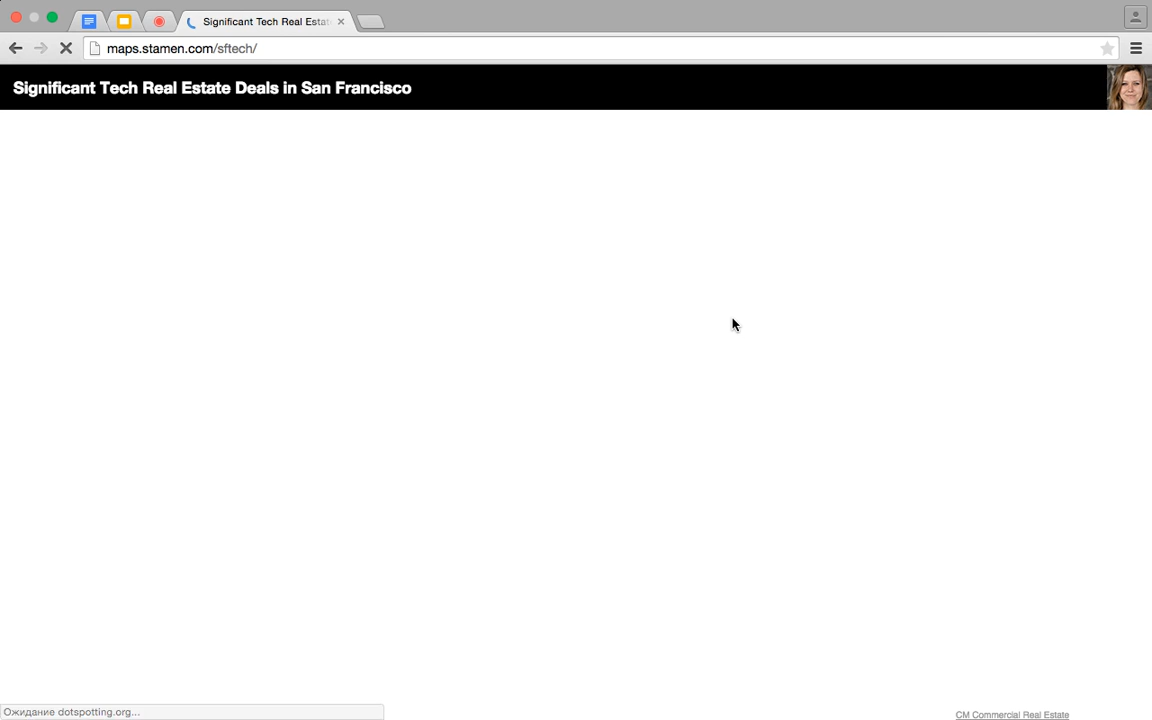 Significant Tech Real Estat
maps.stamen.com/sftech/
Significant Tech Real Estate Deals in San Francisco
Ожидание dotspotting.org...
CM Commercial Real Estate